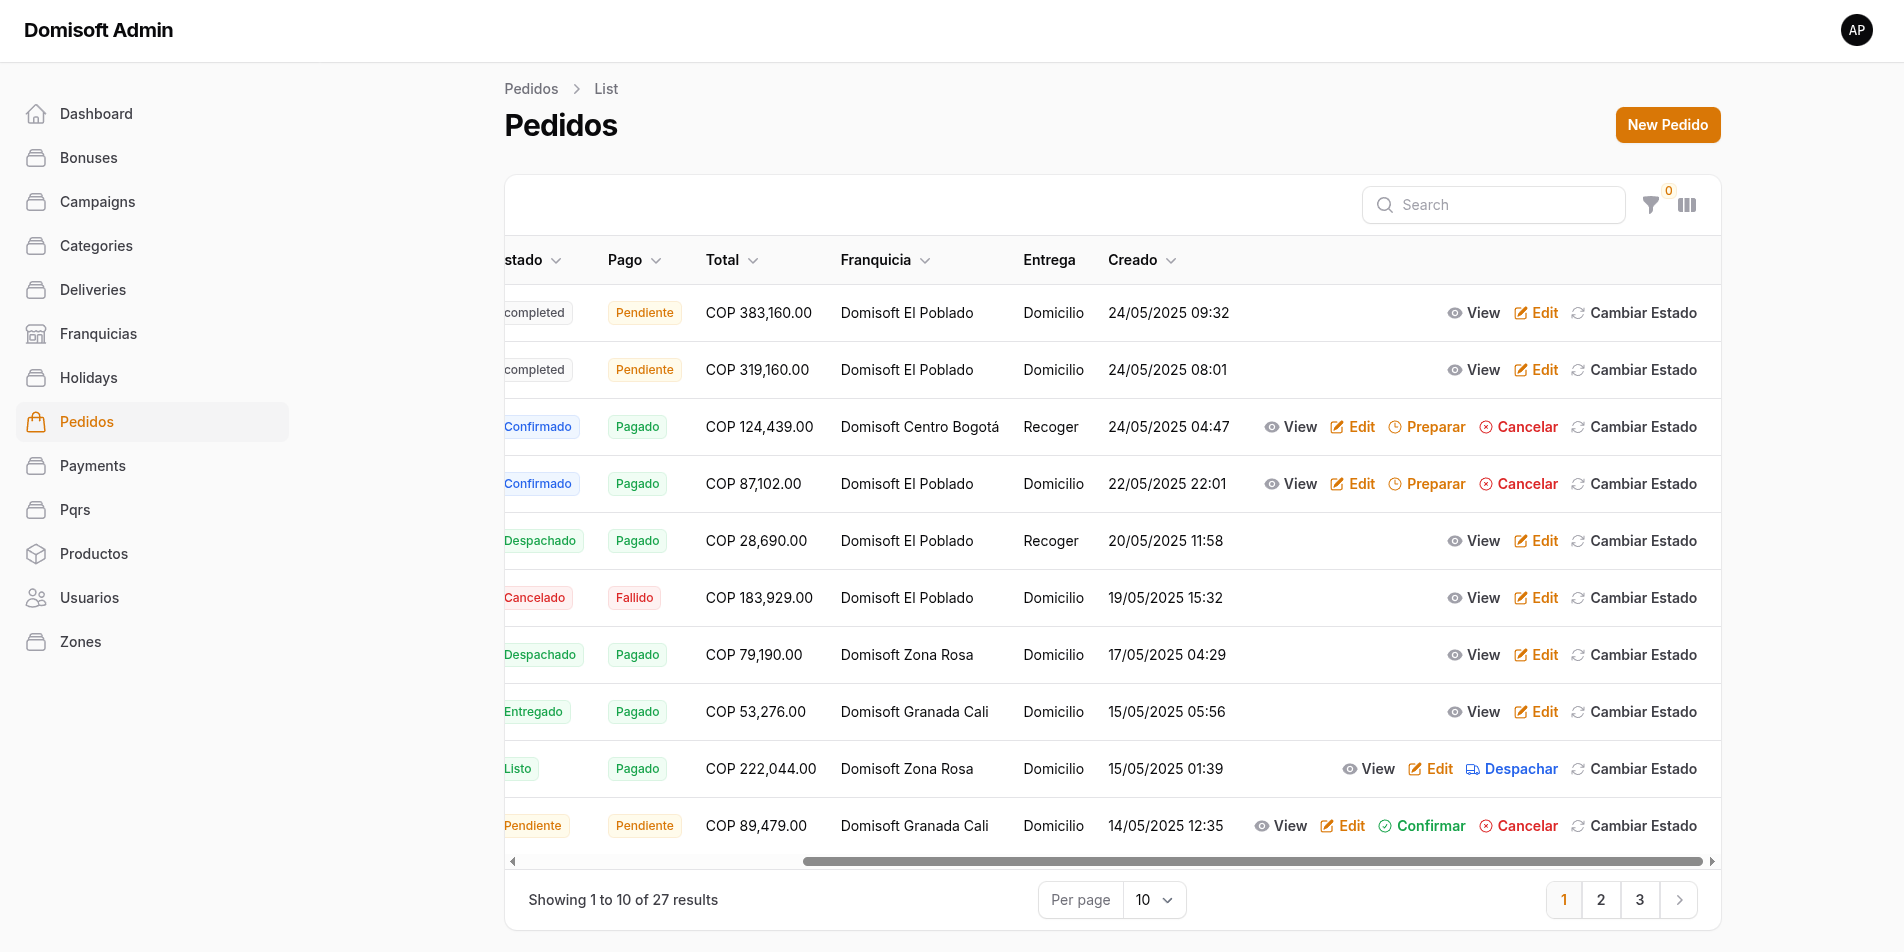 Domisoft Admin
AP
Dashboard
Bonuses
Campaigns
Categories
Deliveries
Franquicias
Holidays
Pedidos
Payments
Pqrs
Productos
Usuarios
Zones
Pedidos List
Pedidos
New Pedido
Search
0
stado Pago Total Franquicia Entrega Creado
completed Pendiente COP 383,160.00 Domisoft El Poblado Domicilio 24/05/2025 09:32 View Edit Cambiar Estado
completed Pendiente COP 319,160.00 Domisoft El Poblado Domicilio 24/05/2025 08:01 View Edit Cambiar Estado
Confirmado Pagado COP 124,439.00 Domisoft Centro Bogotá Recoger 24/05/2025 04:47 View Edit Preparar Cancelar Cambiar Estado
Confirmado Pagado COP 87,102.00 Domisoft El Poblado Domicilio 22/05/2025 22:01 View Edit Preparar Cancelar Cambiar Estado
Despachado Pagado COP 28,690.00 Domisoft El Poblado Recoger 20/05/2025 11:58 View Edit Cambiar Estado
Cancelado Fallido COP 183,929.00 Domisoft El Poblado Domicilio 19/05/2025 15:32 View Edit Cambiar Estado
Despachado Pagado COP 79,190.00 Domisoft Zona Rosa Domicilio 17/05/2025 04:29 View Edit Cambiar Estado
Entregado Pagado COP 53,276.00 Domisoft Granada Cali Domicilio 15/05/2025 05:56 View Edit Cambiar Estado
Listo Pagado COP 222,044.00 Domisoft Zona Rosa Domicilio 15/05/2025 01:39 View Edit Despachar Cambiar Estado
Pendiente Pendiente COP 89,479.00 Domisoft Granada Cali Domicilio 14/05/2025 12:35 View Edit Confirmar Cancelar Cambiar Estado
Showing 1 to 10 of 27 results Per page 10 1 2 3